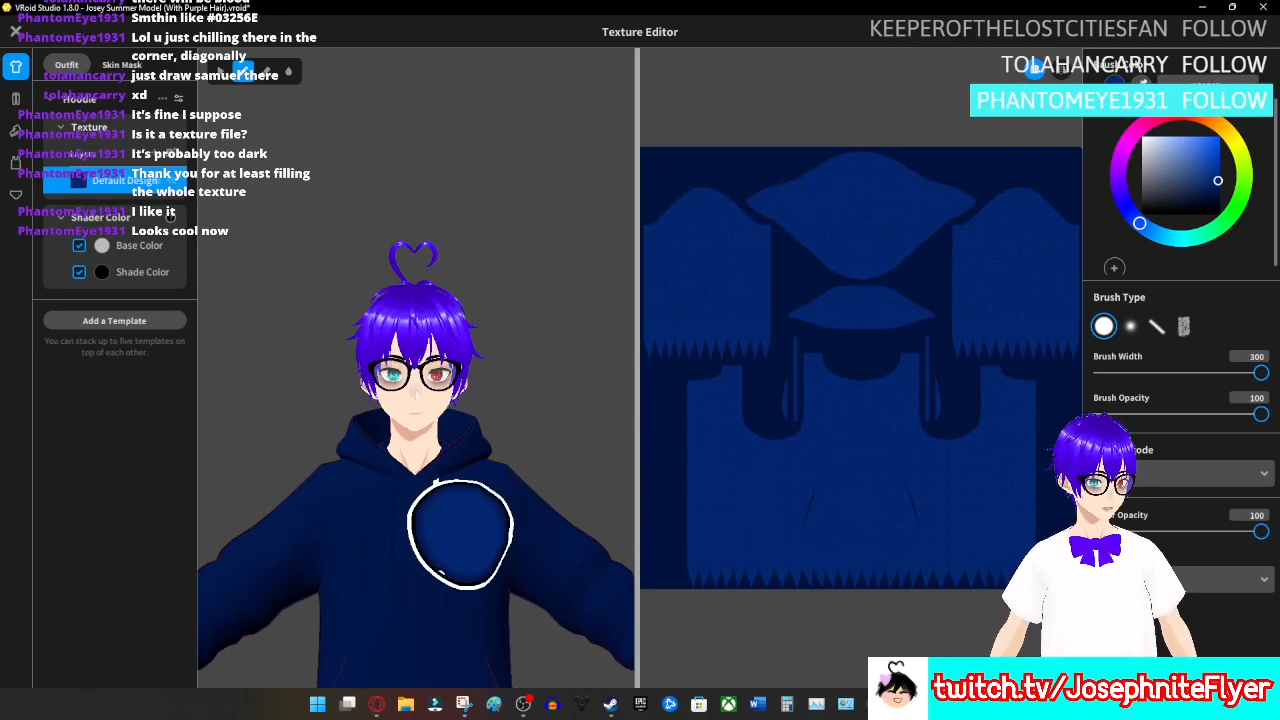 VRoid Studio 1.8.0 - Josey Summer Model (With Purple Hair).vroid*
PhantomEye1931 Smthin like #03256E
PhantomEye1931 Lol u just chilling there in the
corner, diagonally
tolahancarry just draw samuel there
tolahancarry xd
PhantomEye1931 It's fine I suppose
PhantomEye1931 Is it a texture file?
PhantomEye1931 It's probably too dark
PhantomEye1931 Thank you for at least filling
the whole texture
PhantomEye1931 I like it
PhantomEye1931 Looks cool now
Texture Editor
Outfit
Skin Mask
Hoodie
Texture
Default Design
Shader Color
Base Color
Shade Color
Add a Template
You can stack up to five templates on
top of each other.
KEEPEROFTHELOSTCITIESFAN FOLLOW
TOLAHANCARRY FOLLOW
PHANTOMEYE1931 FOLLOW
Brush Type
Brush Width
300
Brush Opacity
100
Opacity
100
twitch.tv/JosephniteFlyer